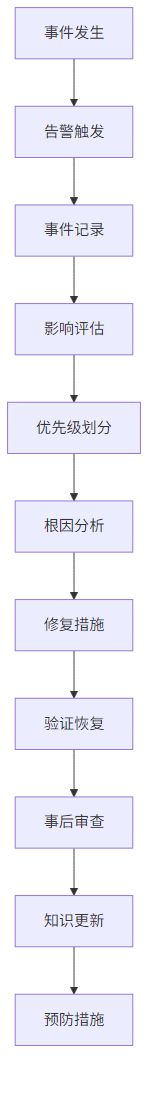 事件发生
告警触发
事件记录
影响评估
优先级划分
根因分析
修复措施
验证恢复
事后审查
知识更新
预防措施